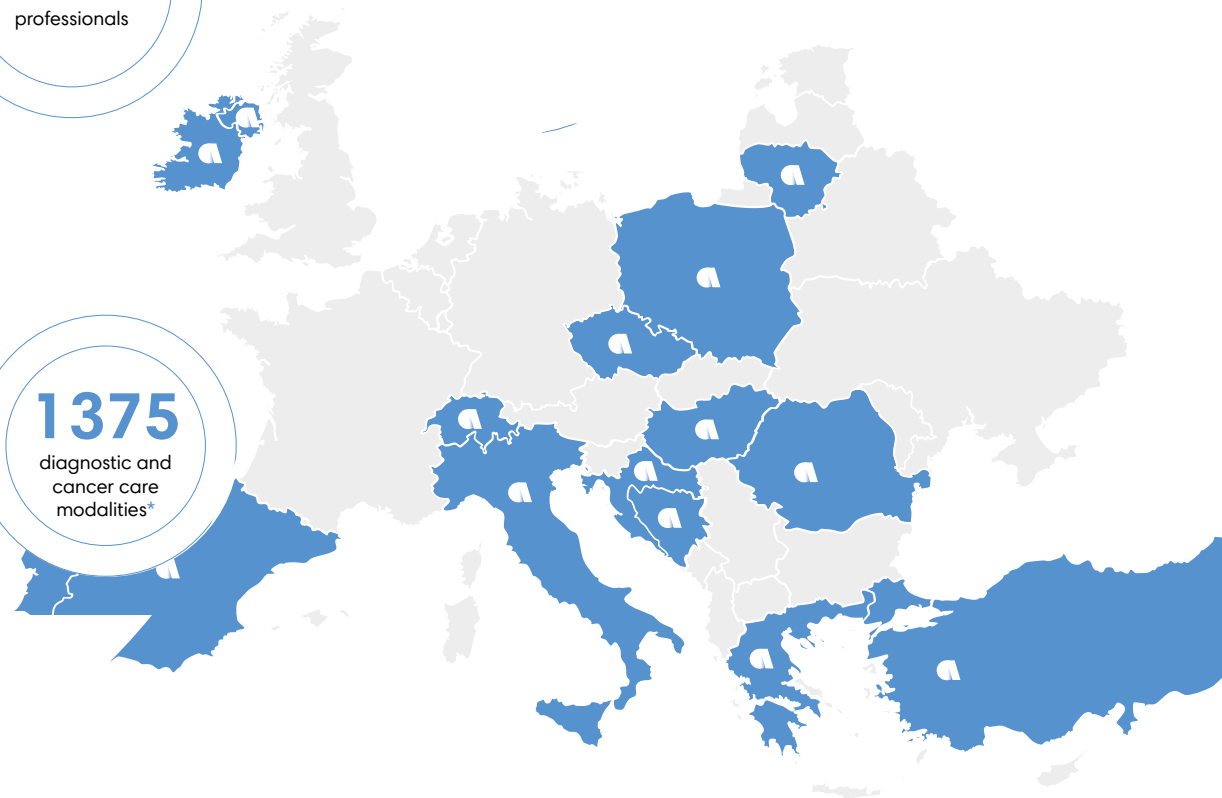 professionals
1375
diagnostic and
cancer care
modalities*